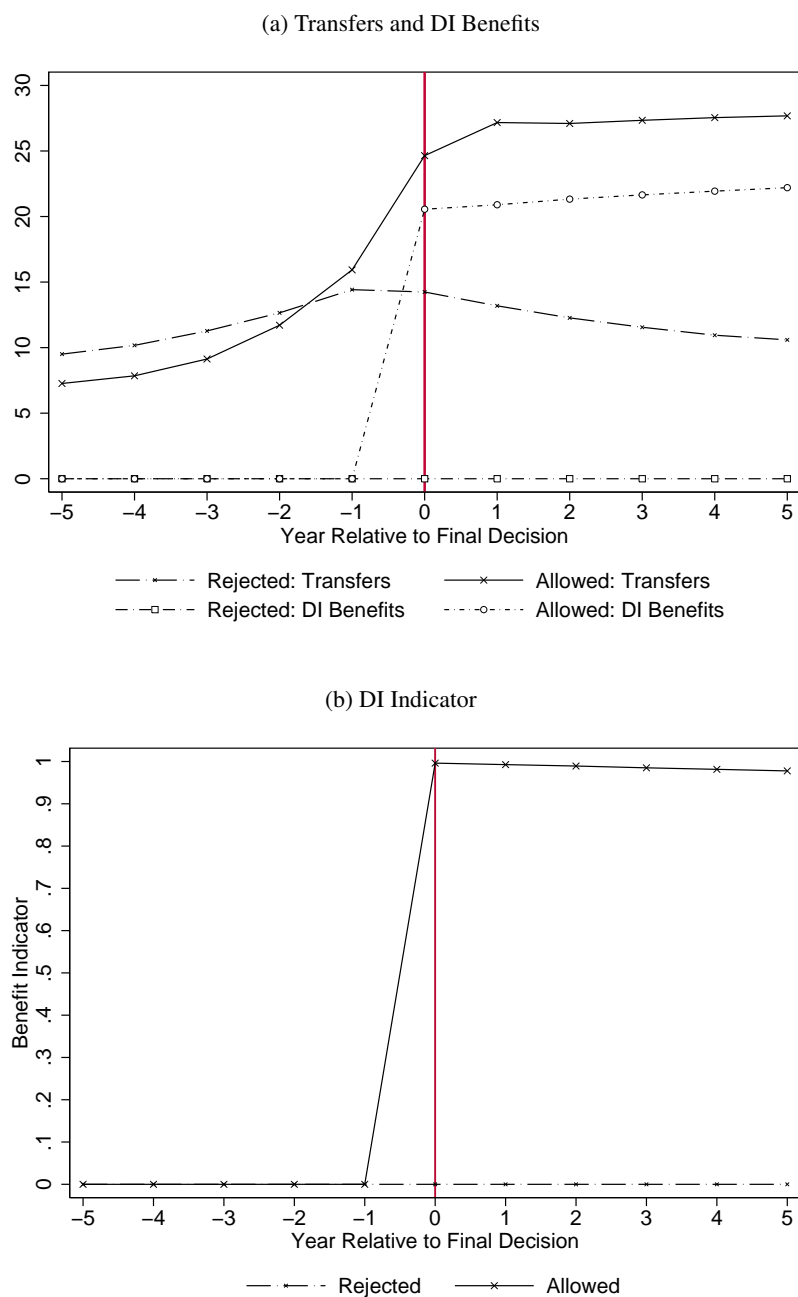 (a) Transfers and DI Benefits
30
25
20
15
10
5
0
−5 −4 −3 −2 −1 0 1 2 3 4 5
Year Relative to Final Decision
Rejected: Transfers Allowed: Transfers
Rejected: DI Benefits Allowed: DI Benefits
(b) DI Indicator
Benefit Indicator
1
.9
.8
.7
.6
.5
.4
.3
.2
.1
0
−5 −4 −3 −2 −1 0 1 2 3 4 5
Year Relative to Final Decision
Rejected Allowed